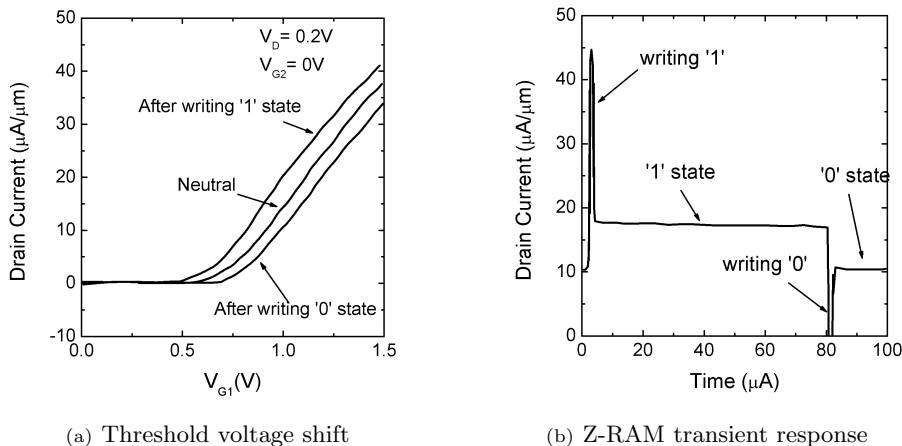 50
40
30
20
10
0
-10
Drain Current (μA/μm)
V_D= 0.2V
V_G2= 0V
After writing '1' state
Neutral
After writing '0' state
0.0 0.5 1.0 1.5
V_G1(V)
(a) Threshold voltage shift
50
40
30
20
10
0
Drain Current (μA/μm)
writing '1'
'1' state
'0' state
writing '0'
0 20 40 60 80 100
Time (μA)
(b) Z-RAM transient response